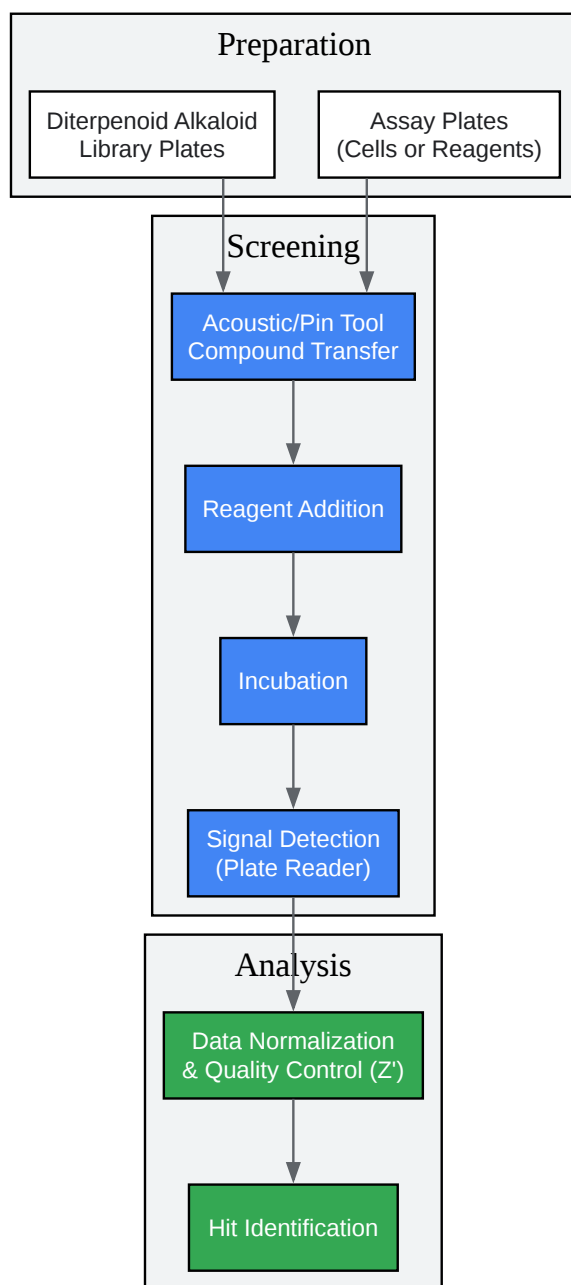 Preparation
Diterpenoid Alkaloid
Library Plates
Assay Plates
(Cells or Reagents)
Screening
Acoustic/Pin Tool
Compound Transfer
Reagent Addition
Incubation
Signal Detection
(Plate Reader)
Analysis
Data Normalization
& Quality Control (Z')
Hit Identification